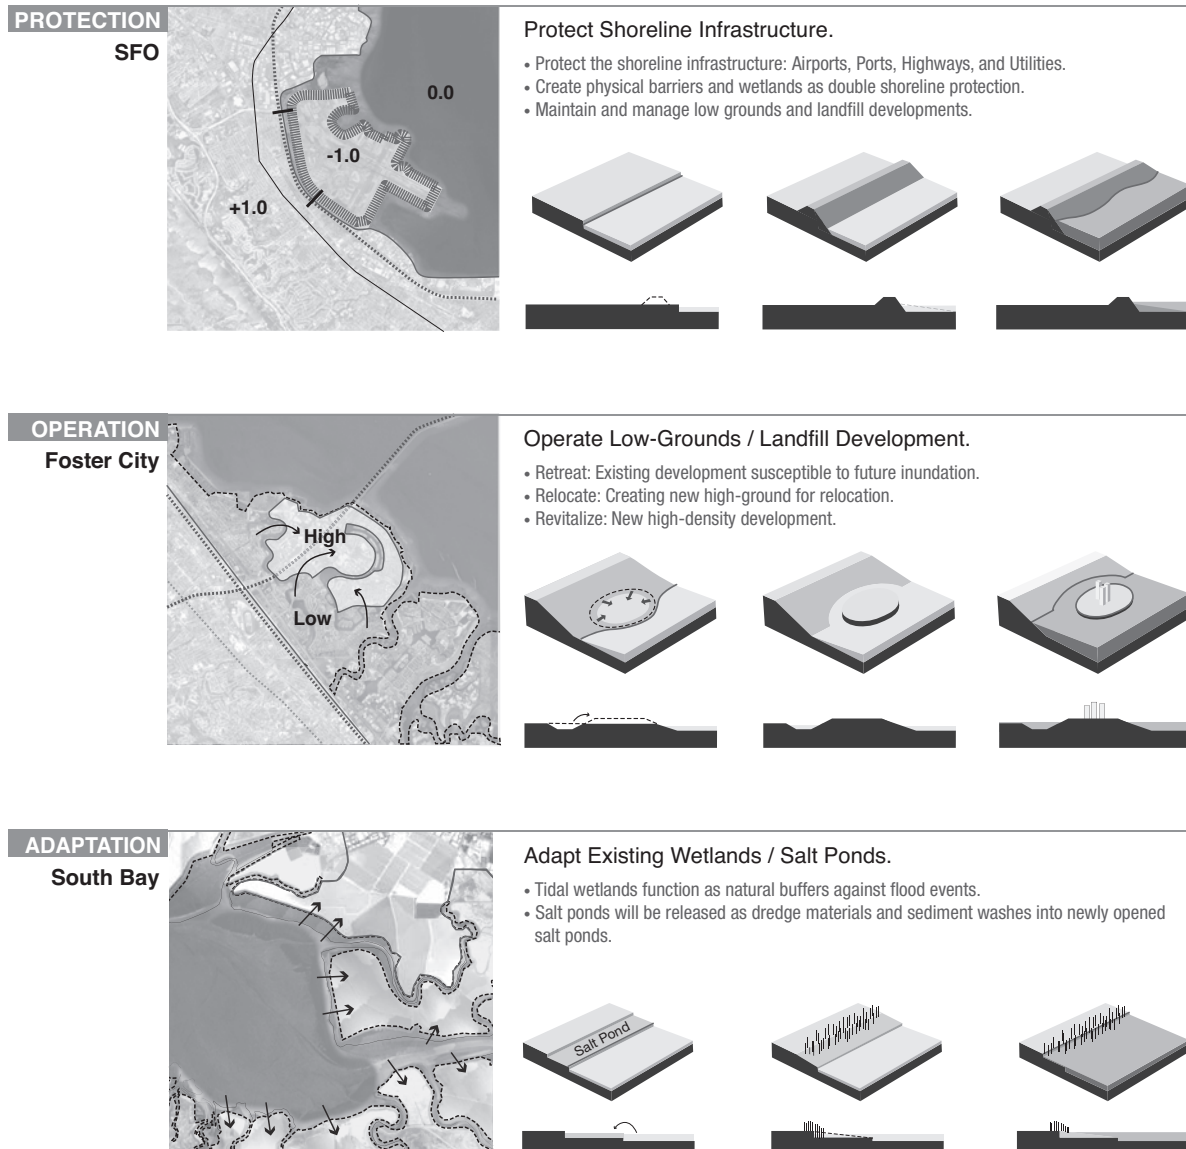 PROTECTION
SFO
0.0
-1.0
+1.0
Protect Shoreline Infrastructure.
• Protect the shoreline infrastructure: Airports, Ports, Highways, and Utilities.
• Create physical barriers and wetlands as double shoreline protection.
• Maintain and manage low grounds and landfill developments.
OPERATION
Foster City
High
Low
Operate Low-Grounds / Landfill Development.
• Retreat: Existing development susceptible to future inundation.
• Relocate: Creating new high-ground for relocation.
• Revitalize: New high-density development.
ADAPTATION
South Bay
Adapt Existing Wetlands / Salt Ponds.
• Tidal wetlands function as natural buffers against flood events.
• Salt ponds will be released as dredge materials and sediment washes into newly opened
salt ponds.
Salt Pond